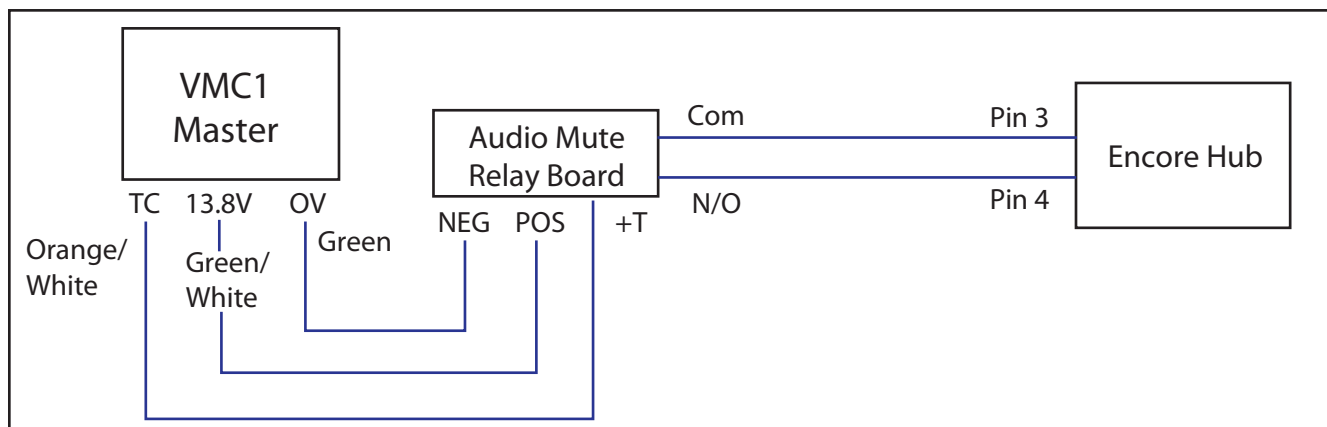 VMC1
Master
Audio Mute
Relay Board
Com
N/O
Pin 3
Pin 4
Encore Hub
TC 13.8V OV
NEG POS +T
Orange/
White
Green/
White
Green